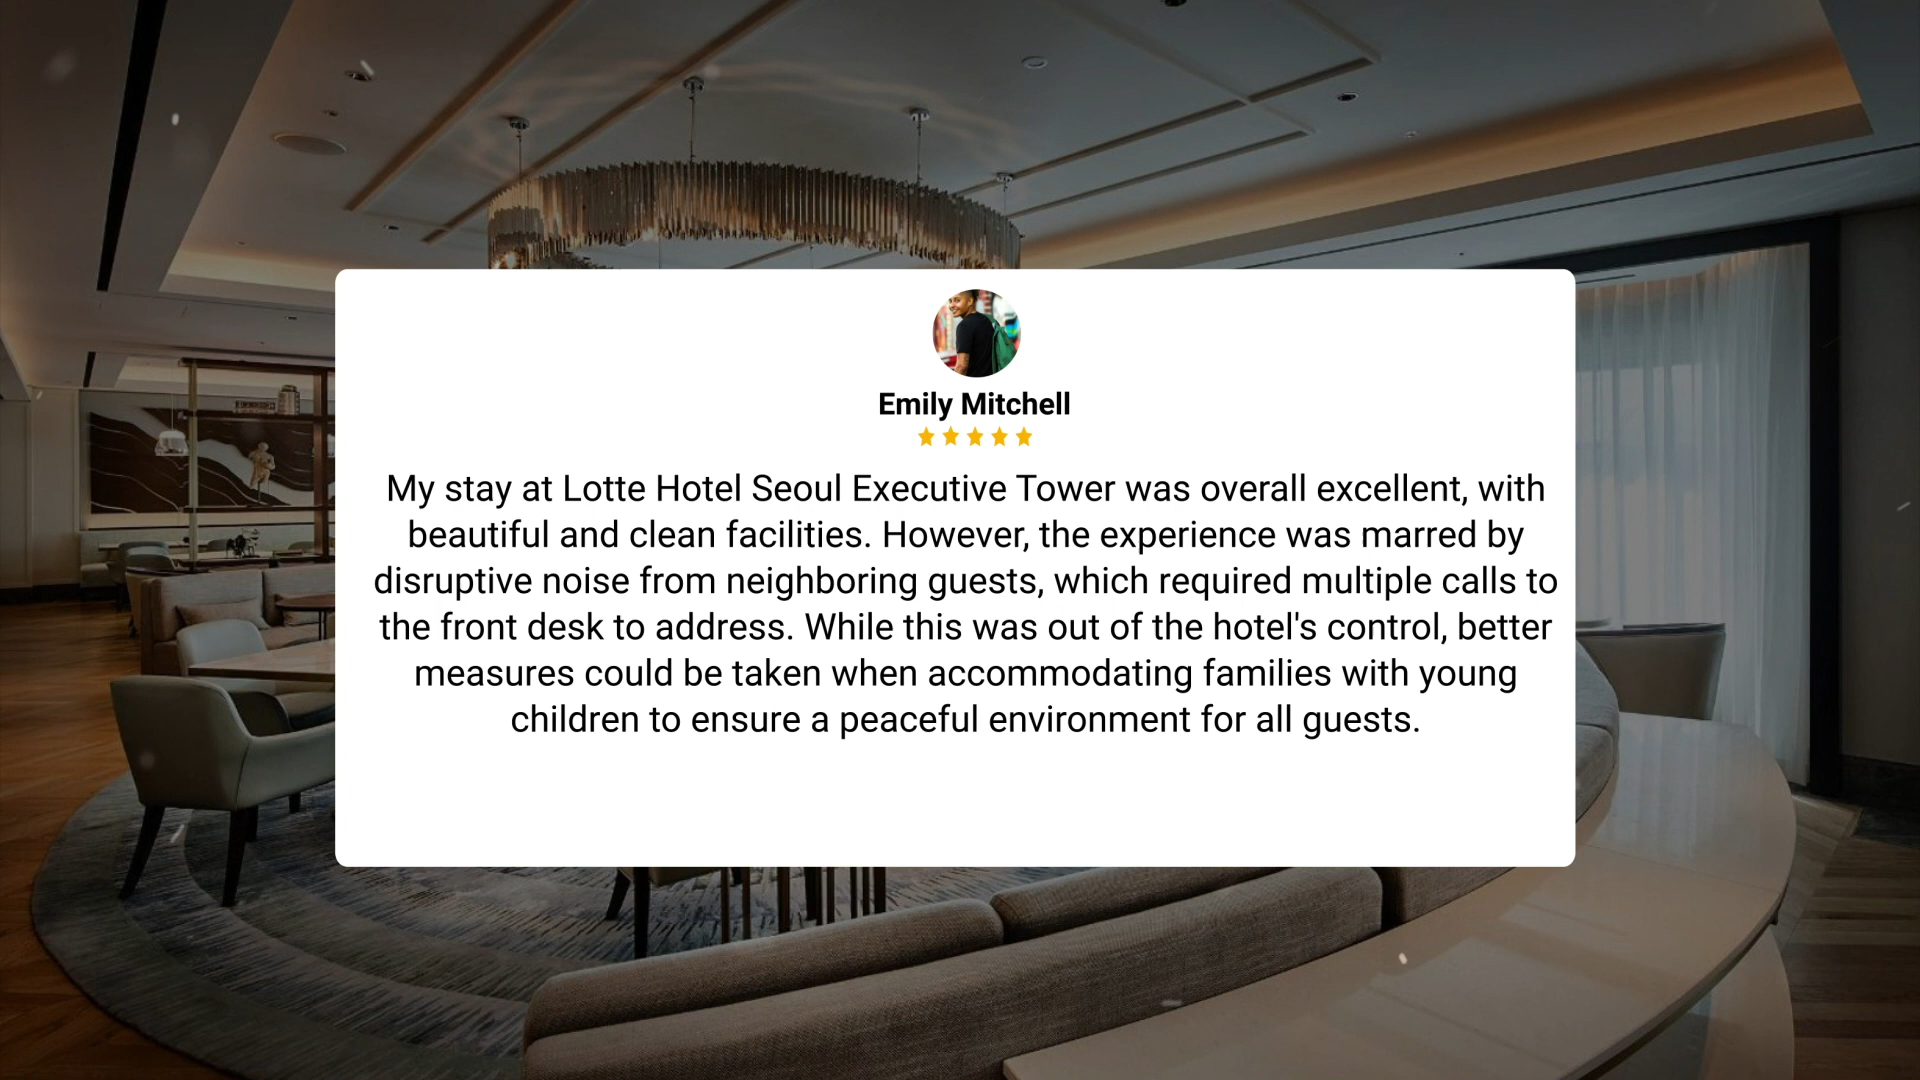 Emily Mitchell
My stay at Lotte Hotel Seoul Executive Tower was overall excellent, with
beautiful and clean facilities. However, the experience was marred by
disruptive noise from neighboring guests, which required multiple calls to
the front desk to address. While this was out of the hotel's control, better
measures could be taken when accommodating families with young
children to ensure a peaceful environment for all guests.